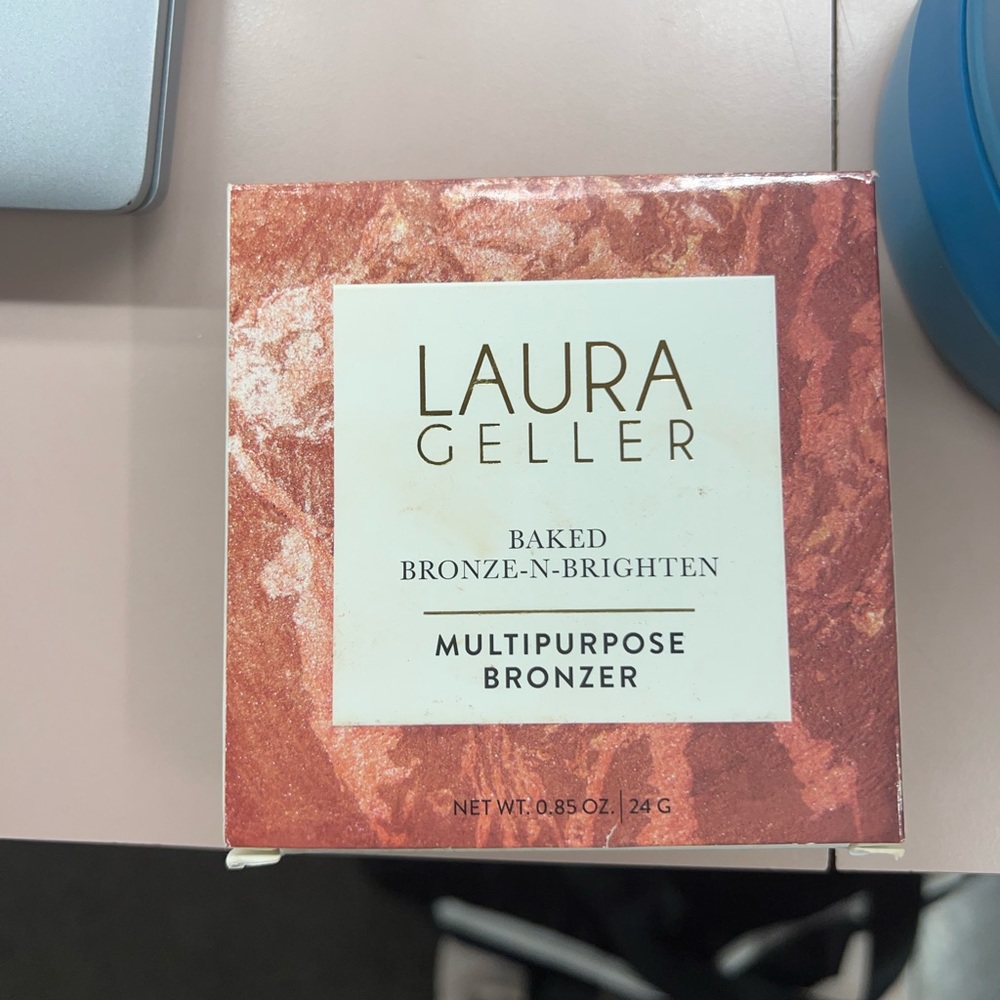 LAURA
GELLER
BAKED
BRONZE-N-BRIGHTEN
MULTIPURPOSE
BRONZER
NET WT. 0.85 OZ. | 24 G